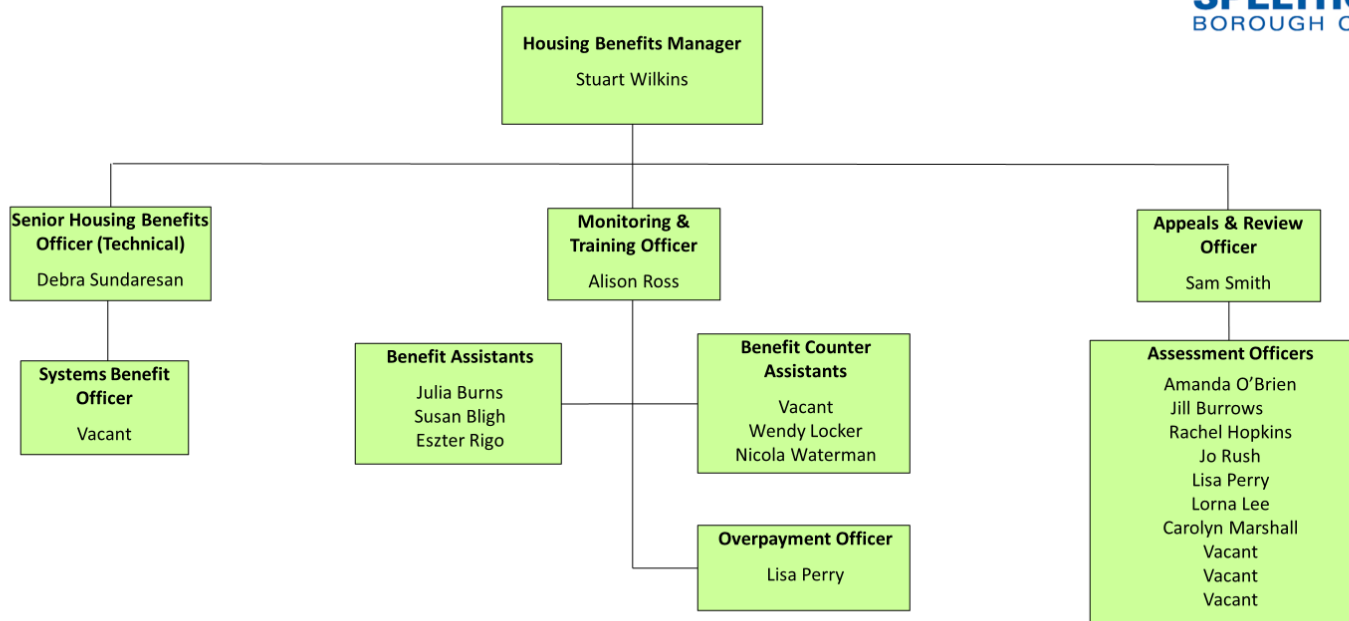 BOROUGH C
Housing Benefits Manager
Stuart Wilkins
Senior Housing Benefits
Officer (Technical)
Debra Sundaresan
Monitoring &
Training Officer
Alison Ross
Appeals & Review
Officer
Sam Smith
Systems Benefit
Officer
Vacant
Benefit Assistants
Julia Burns
Susan Bligh
Eszter Rigo
Benefit Counter
Assistants
Vacant
Wendy Locker
Nicola Waterman
Overpayment Officer
Lisa Perry
Assessment Officers
Amanda O’Brien
Jill Burrows
Rachel Hopkins
Jo Rush
Lisa Perry
Lorna Lee
Carolyn Marshall
Vacant
Vacant
Vacant